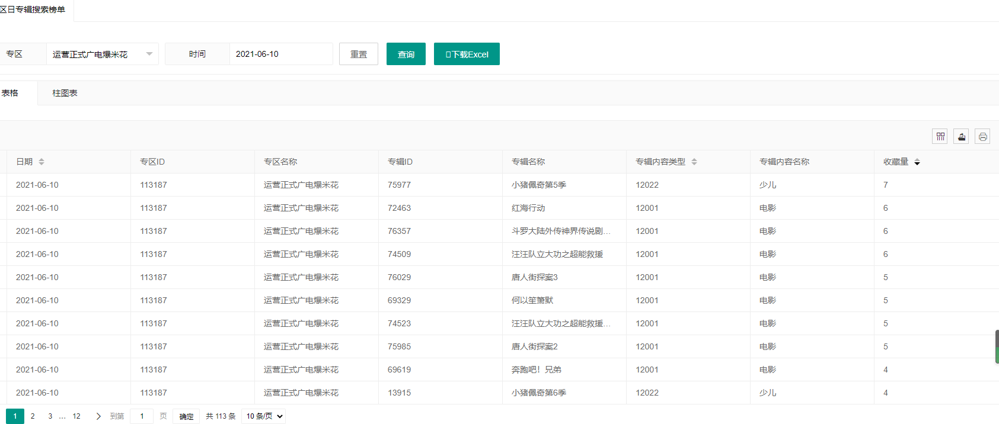 区日专辑搜索榜单
专区 运营正式广电爆米花 时间 2021-06-10 重置 查询 下载Excel
表格 柱图表
日期 专区ID 专区名称 专辑ID 专辑名称 专辑内容类型 专辑内容名称 收藏量
2021-06-10 113187 运营正式广电爆米花 75977 小猪佩奇第5季 12022 少儿 7
2021-06-10 113187 运营正式广电爆米花 72463 红海行动 12001 电影 6
2021-06-10 113187 运营正式广电爆米花 76357 斗罗大陆外传神界传说剧... 12001 电影 6
2021-06-10 113187 运营正式广电爆米花 74509 汪汪队立大功之超能救援 12001 电影 6
2021-06-10 113187 运营正式广电爆米花 76029 唐人街探案3 12001 电影 5
2021-06-10 113187 运营正式广电爆米花 69329 何以笙箫默 12001 电影 5
2021-06-10 113187 运营正式广电爆米花 74523 汪汪队立大功之超能救援... 12001 电影 5
2021-06-10 113187 运营正式广电爆米花 75985 唐人街探案2 12001 电影 5
2021-06-10 113187 运营正式广电爆米花 69619 奔跑吧！兄弟 12001 电影 4
2021-06-10 113187 运营正式广电爆米花 13915 小猪佩奇第6季 12022 少儿 4
1 2 3 ... 12 到第 1 页 确定 共 113 条 10 条/页